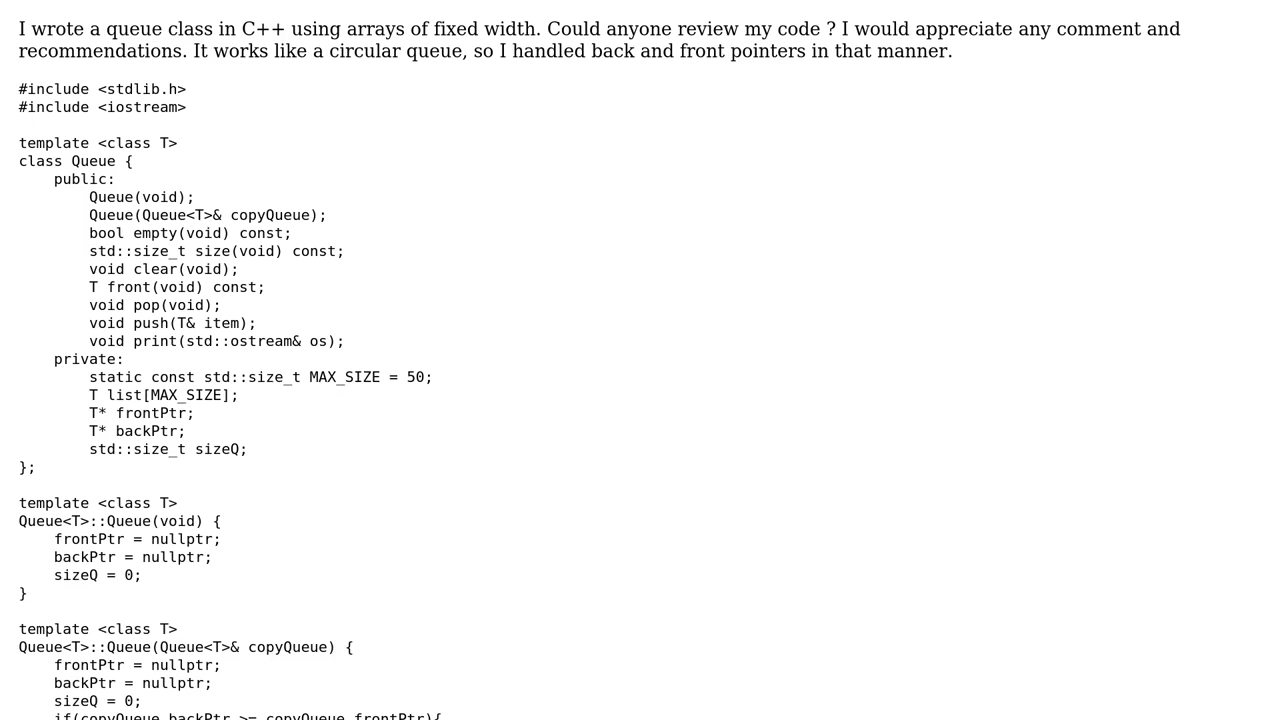 I wrote a queue class in C++ using arrays of fixed width. Could anyone review my code ? I would appreciate any comment and
recommendations. It works like a circular queue, so I handled back and front pointers in that manner.
#include <stdlib.h>
#include <iostream>
template <class T>
class Queue {
    public:
        Queue(void);
        Queue(Queue<T>& copyQueue);
        bool empty(void) const;
        std::size_t size(void) const;
        void clear(void);
        T front(void) const;
        void pop(void);
        void push(T& item);
        void print(std::ostream& os);
    private:
        static const std::size_t MAX_SIZE = 50;
        T list[MAX_SIZE];
        T* frontPtr;
        T* backPtr;
        std::size_t sizeQ;
};
template <class T>
Queue<T>::Queue(void) {
    frontPtr = nullptr;
    backPtr = nullptr;
    sizeQ = 0;
}
template <class T>
Queue<T>::Queue(Queue<T>& copyQueue) {
    frontPtr = nullptr;
    backPtr = nullptr;
    sizeQ = 0;
    if(copyQueue.backPtr >= copyQueue.frontPtr){